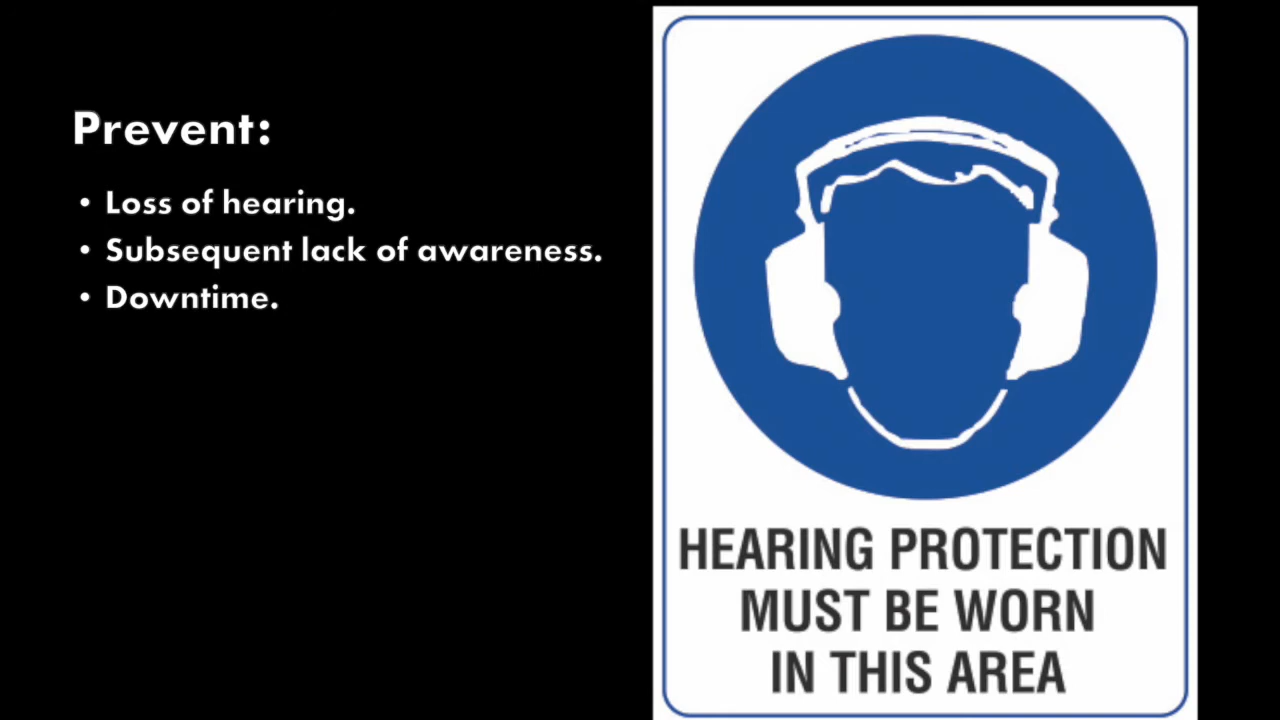 Prevent:
• Loss of hearing.
• Subsequent lack of awareness.
• Downtime.
HEARING PROTECTION
MUST BE WORN
IN THIS AREA